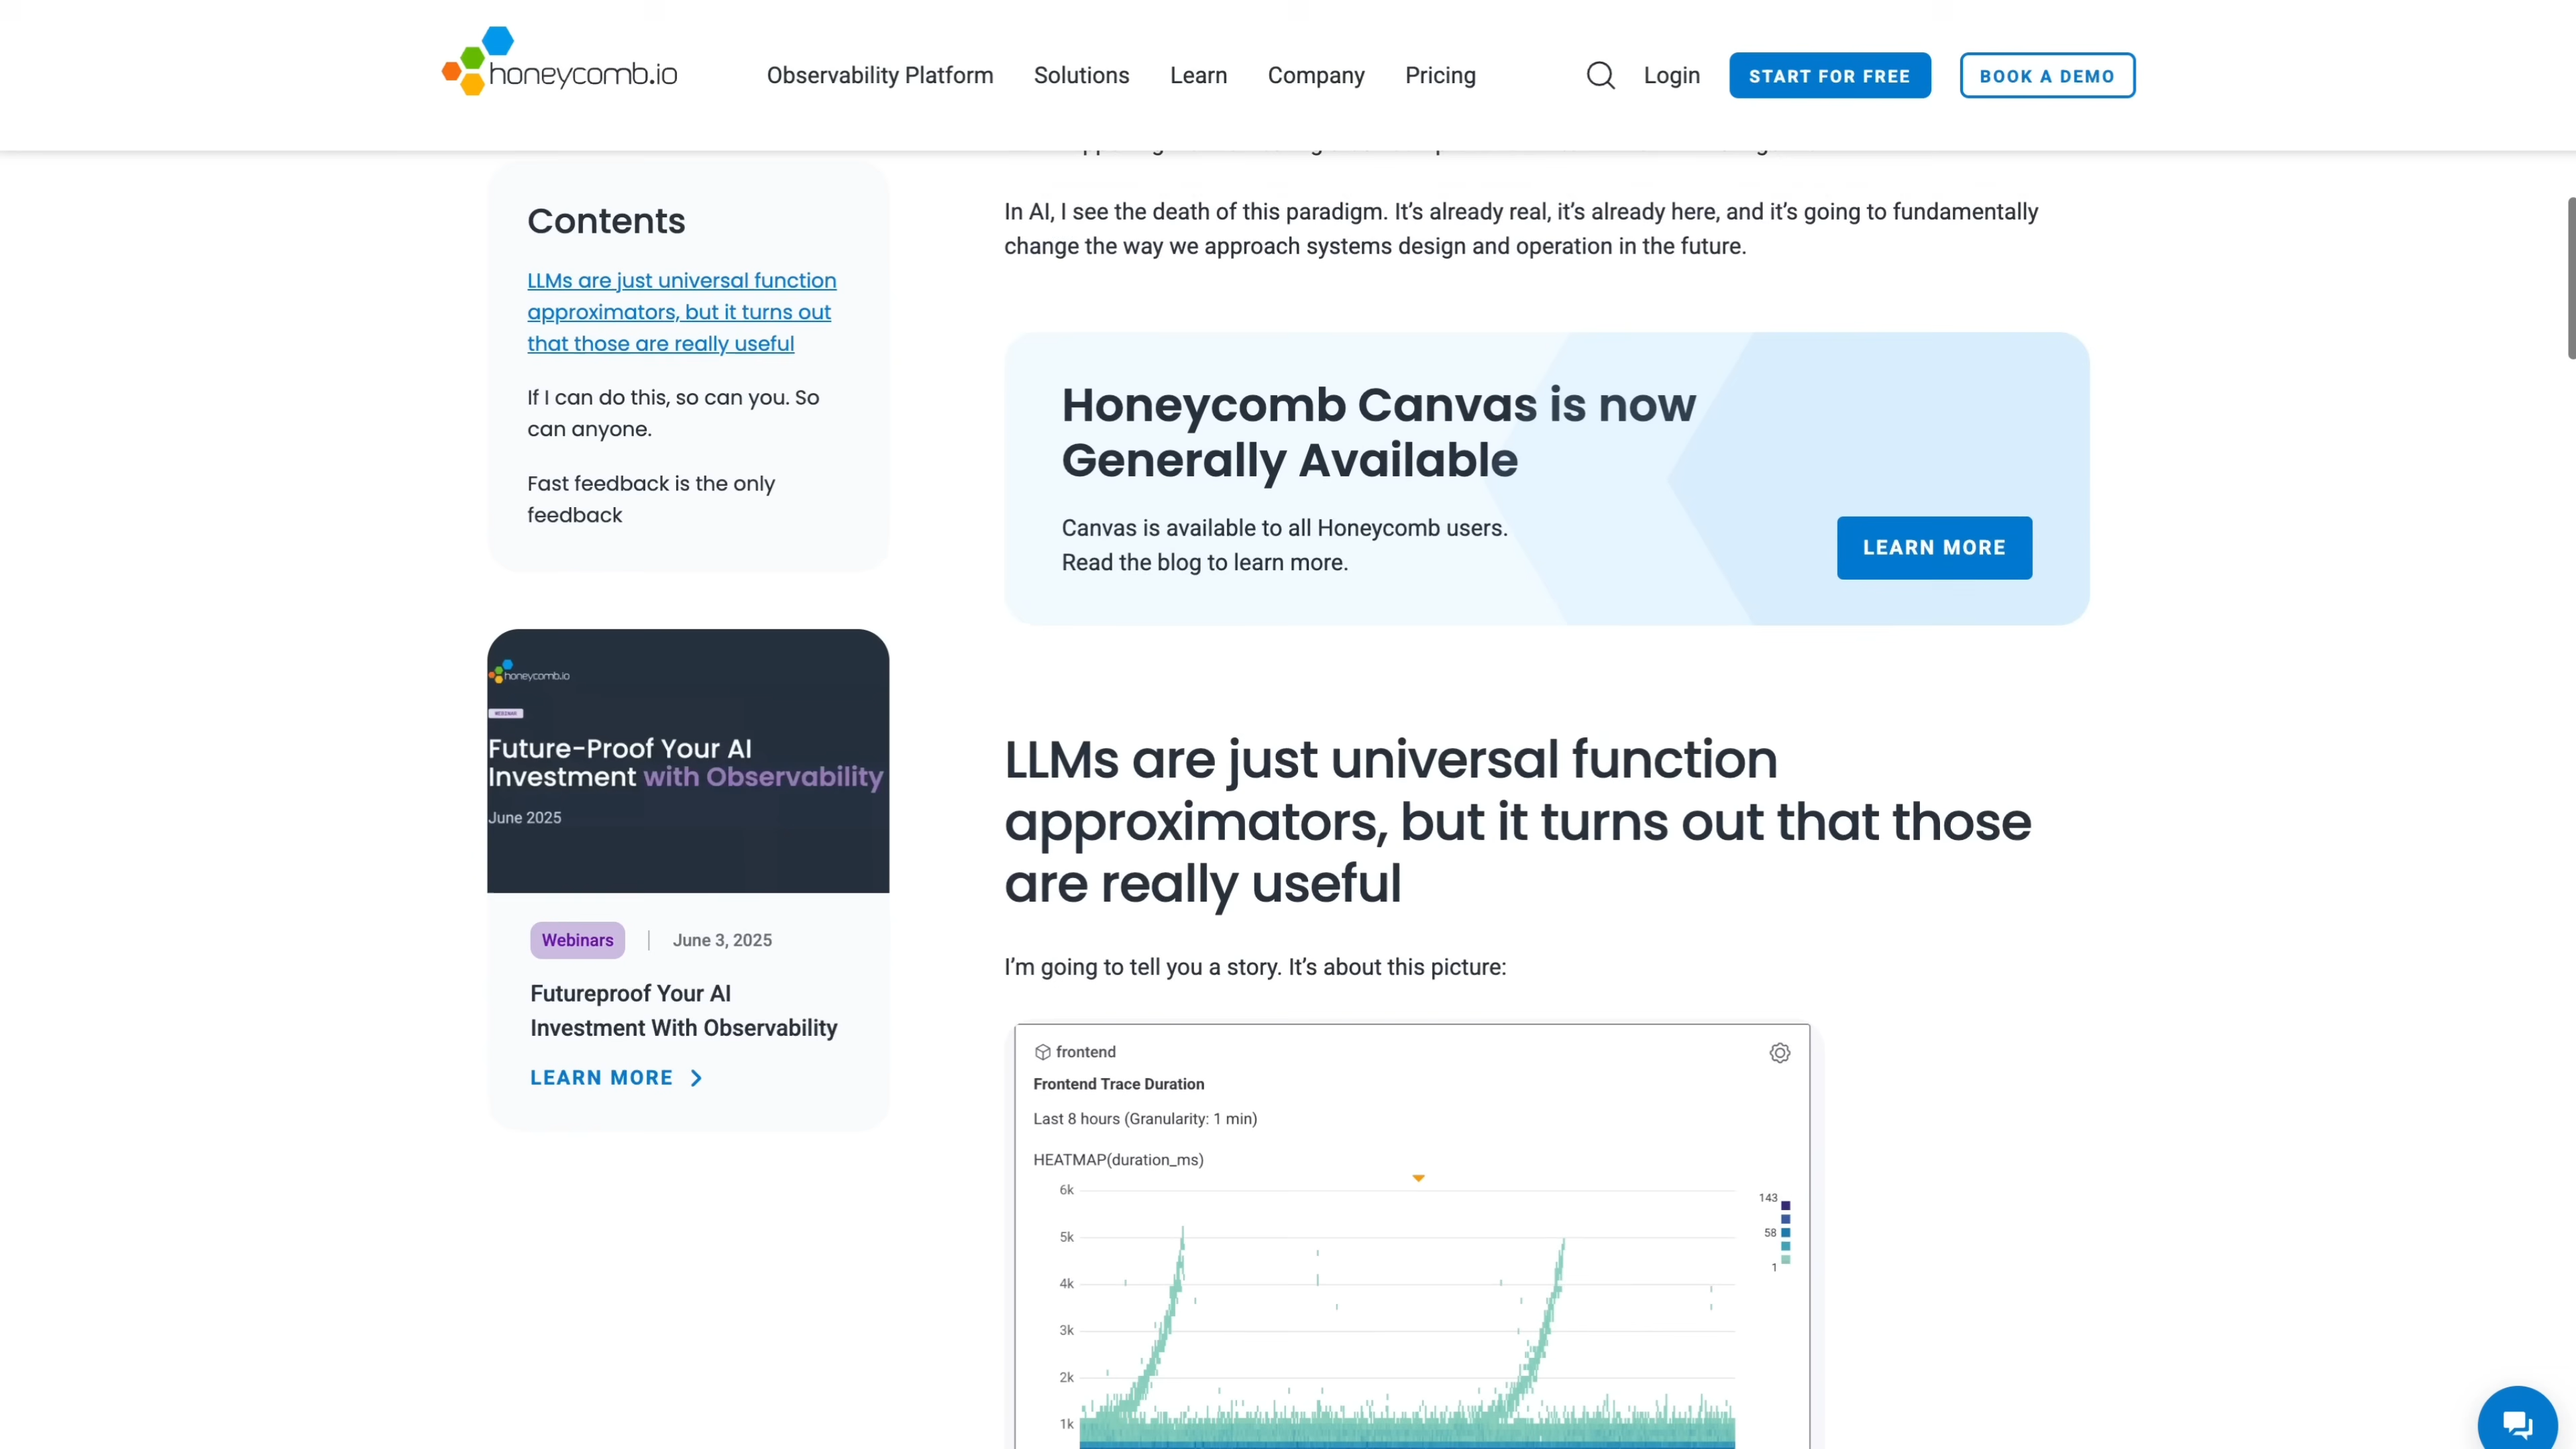 honeycomb.io
Observability Platform
Solutions
Learn
Company
Pricing
Login
START FOR FREE
BOOK A DEMO
Contents
LLMs are just universal function
approximators, but it turns out
that those are really useful
If I can do this, so can you. So
can anyone.
Fast feedback is the only
feedback
honeycomb.io
WEBINAR
Future-Proof Your AI
Investment with Observability
June 2025
Webinars
June 3, 2025
Futureproof Your AI
Investment With Observability
LEARN MORE
In AI, I see the death of this paradigm. It’s already real, it’s already here, and it’s going to fundamentally
change the way we approach systems design and operation in the future.
Honeycomb Canvas is now
Generally Available
Canvas is available to all Honeycomb users.
Read the blog to learn more.
LEARN MORE
LLMs are just universal function
approximators, but it turns out that those
are really useful
I’m going to tell you a story. It’s about this picture:
frontend
Frontend Trace Duration
Last 8 hours (Granularity: 1 min)
HEATMAP(duration_ms)
6k
5k
4k
3k
2k
1k
143
58
1